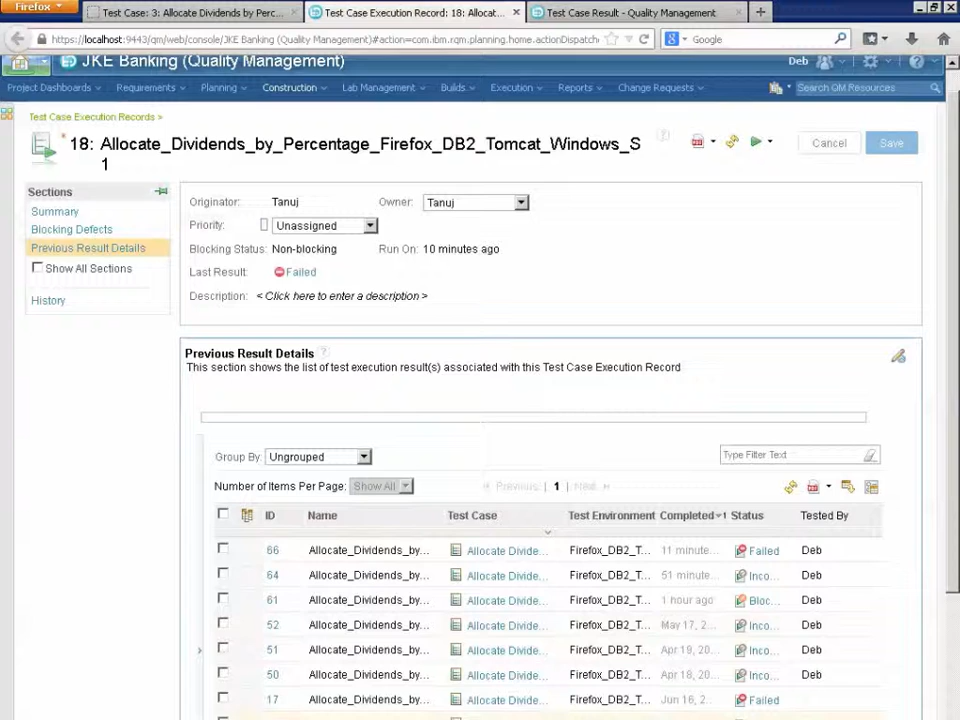 Firefox
Test Case: 3: Allocate Dividends by Perc...
Test Case Execution Record: 18: Allocat...
Test Case Result - Quality Management
https://localhost:9443/qm/web/console/JKE Banking (Quality Management)#action=com.ibm.rqm.planning.home.actionDispatche
Google
JKE Banking (Quality Management)
Deb
Project Dashboards
Requirements
Planning
Construction
Lab Management
Builds
Execution
Reports
Change Requests
Search QM Resources
Test Case Execution Records >
18: Allocate_Dividends_by_Percentage_Firefox_DB2_Tomcat_Windows_S
1
Cancel
Save
Sections
Summary
Blocking Defects
Previous Result Details
Show All Sections
History
Originator: Tanuj Owner: Tanuj
Priority: Unassigned
Blocking Status: Non-blocking Run On: 10 minutes ago
Last Result: Failed
Description: < Click here to enter a description >
Previous Result Details
This section shows the list of test execution result(s) associated with this Test Case Execution Record
Group By: Ungrouped
Type Filter Text
Number of Items Per Page: Show All Previous | 1 | Next
ID Name Test Case Test Environment Completed 1 Status Tested By
66 Allocate_Dividends_by... Allocate Divide... Firefox_DB2_T... 11 minute... Failed Deb
64 Allocate_Dividends_by... Allocate Divide... Firefox_DB2_T... 51 minute... Inco... Deb
61 Allocate_Dividends_by... Allocate Divide... Firefox_DB2_T... 1 hour ago Bloc... Deb
52 Allocate_Dividends_by... Allocate Divide... Firefox_DB2_T... May 17, 2... Inco... Deb
51 Allocate_Dividends_by... Allocate Divide... Firefox_DB2_T... Apr 19, 20... Inco... Deb
50 Allocate_Dividends_by... Allocate Divide... Firefox_DB2_T... Apr 18, 20... Inco... Deb
17 Allocate_Dividends_by... Allocate Divide... Firefox_DB2_T... Jun 16, 2... Failed